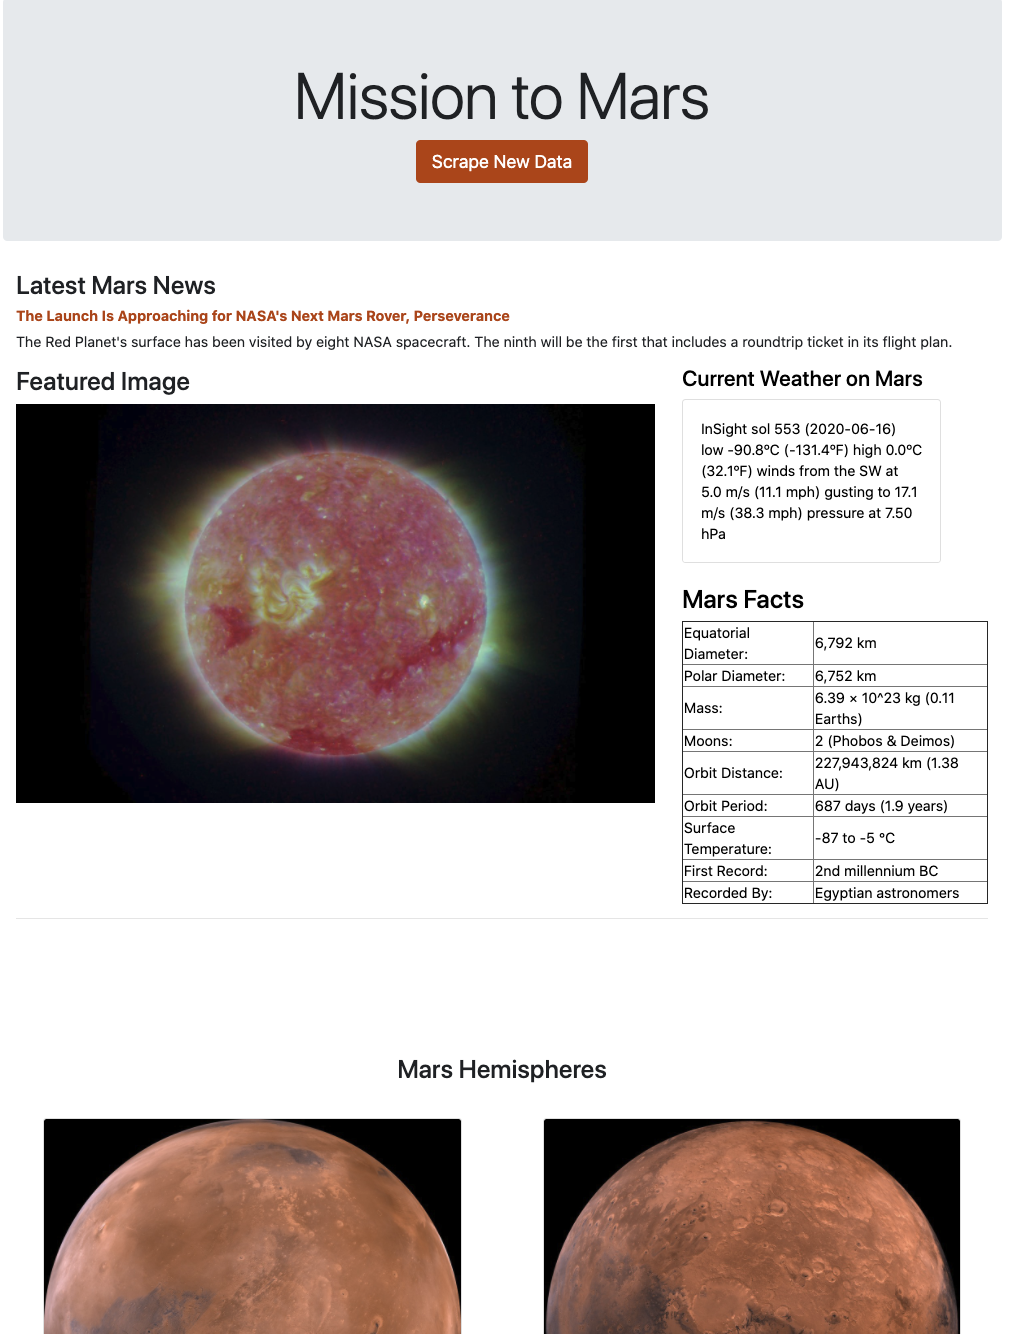 Mission to Mars
Scrape New Data
Latest Mars News
The Launch Is Approaching for NASA's Next Mars Rover, Perseverance
The Red Planet's surface has been visited by eight NASA spacecraft. The ninth will be the first that includes a roundtrip ticket in its flight plan.
Featured Image
Current Weather on Mars
InSight sol 553 (2020-06-16)
low -90.8ºC (-131.4ºF) high 0.0ºC
(32.1ºF) winds from the SW at
5.0 m/s (11.1 mph) gusting to 17.1
m/s (38.3 mph) pressure at 7.50
hPa
Mars Facts
Equatorial
Diameter:
6,792 km
Polar Diameter:
6,752 km
Mass:
6.39 × 10^23 kg (0.11
Earths)
Moons:
2 (Phobos & Deimos)
Orbit Distance:
227,943,824 km (1.38
AU)
Orbit Period:
687 days (1.9 years)
Surface
Temperature:
-87 to -5 °C
First Record:
2nd millennium BC
Recorded By:
Egyptian astronomers
Mars Hemispheres